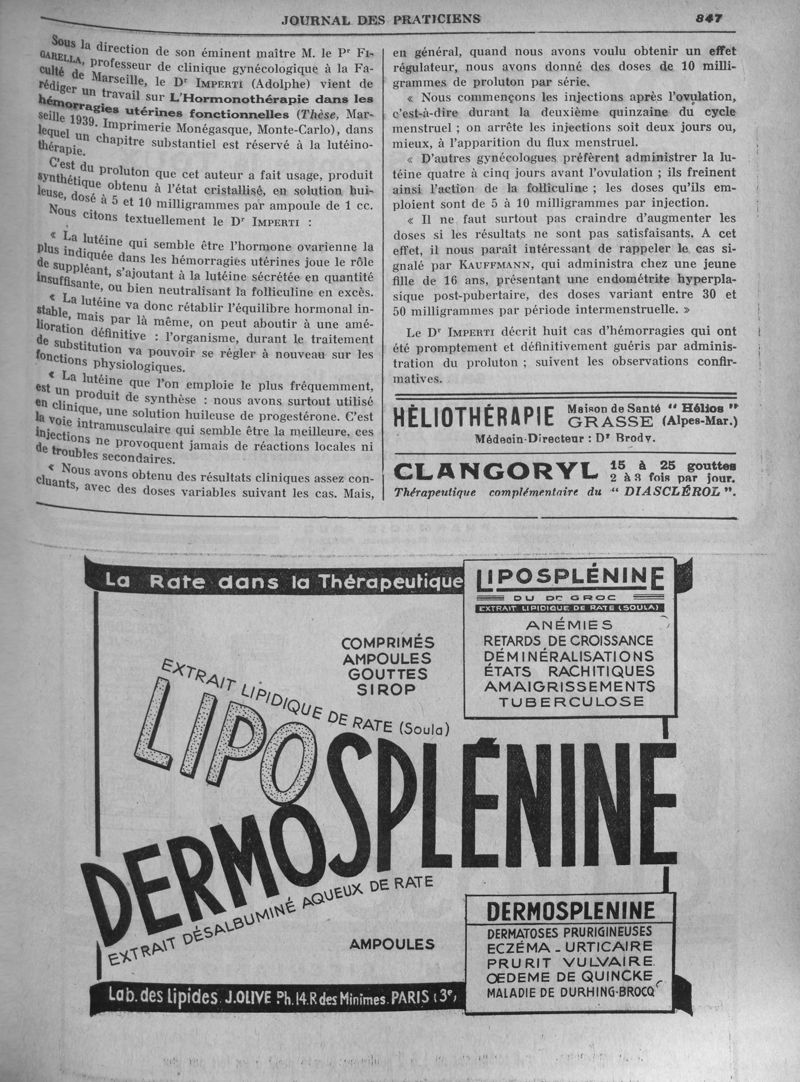 JOURNAL DES PRATICIENS
847
Sous la direction de son éminent maître M. le Pr FI-
GARELLA, professeur de clinique gynécologique à la Fa-
culté de Marseille, le Dr IMPERTI (Adolphe) vient de
rédiger un travail sur L'Hormonothérapie dans les
hémorragies utérines fonctionnelles (Thèse, Mar-
seille 1939. Imprimerie Monégasque, Monte-Carlo), dans
lequel un chapitre substantiel est réservé à la lutéino-
thérapie.
C'est du proluton que cet auteur a fait usage, produit
synthétique obtenu à l'état cristallisé, en solution hui-
leuse, dosé à 5 et 10 milligrammes par ampoule de 1 cc.
Nous citons textuellement le Dr IMPERTI :
« La lutéine qui semble être l'hormone ovarienne la
plus indiquée dans les hémorragies utérines joue le rôle
de suppléant, s'ajoutant à la lutéine sécrétée en quantité
insuffisante, ou bien neutralisant la folliculine en excès.
« La lutéine va donc rétablir l'équilibre hormonal in-
stable, mais par là même, on peut aboutir à une amé-
lioration définitive : l'organisme, durant le traitement
de substitution va pouvoir se régler à nouveau sur les
fonctions physiologiques.
« La lutéine que l'on emploie le plus fréquemment,
est un produit de synthèse : nous avons surtout utilisé
en clinique, une solution huileuse de progestérone. C'est
la voie intramusculaire qui semble être la meilleure, ces
injections ne provoquent jamais de réactions locales ni
de troubles secondaires.
« Nous avons obtenu des résultats cliniques assez con-
cluants, avec des doses variables suivant les cas. Mais,
en général, quand nous avons voulu obtenir un effet
régulateur, nous avons donné des doses de 10 milli-
grammes de proluton par série.
« Nous commençons les injections après l'ovulation,
c'est-à-dire durant la deuxième quinzaine du cycle
menstruel ; on arrête les injections soit deux jours ou,
mieux, à l'apparition du flux menstruel.
« D'autres gynécologues préfèrent administrer la lu-
téine quatre à cinq jours avant l'ovulation ; ils freinent
ainsi l'action de la folliculine ; les doses qu'ils em-
ploient sont de 5 à 10 milligrammes par injection.
« Il ne faut surtout pas craindre d'augmenter les
doses si les résultats ne sont pas satisfaisants. A cet
effet, il nous paraît intéressant de rappeler le cas si-
gnalé par KAUFFMANN, qui administra chez une jeune
fille de 16 ans, présentant une endométrite hyperpla-
sique post-pubertaire, des doses variant entre 30 et
50 milligrammes par période intermenstruelle. »
Le Dr IMPERTI décrit huit cas d'hémorragies qui ont
été promptement et définitivement guéris par adminis-
tration du proluton ; suivent les observations confir-
matives.
HÈLIOTHÉRAPIE Maison de Santé " Hélios "
GRASSE (Alpes-Mar.)
Médecin-Directeur : Dr Brody.
CLANGORYL 15 à 25 gouttes
2 à 3 fois par jour.
Thérapeutique complémentaire du " DIASCLÉROL ".
La Rate dans la Thérapeutique
LIPOSPLÉNINE
DU DR GROC
EXTRAIT LIPIDIQUE DE RATE (SOULA)
ANÉMIES
RETARDS DE CROISSANCE
DÉMINÉRALISATIONS
ÉTATS RACHITIQUES
AMAIGRISSEMENTS
TUBERCULOSE
COMPRIMÉS
AMPOULES
GOUTTES
SIROP
EXTRAIT LIPIDIQUE DE RATE (Soula)
LIPO
DERMOSPLÉNINE
EXTRAIT DÉSALBUMINÉ AQUEUX DE RATE
AMPOULES
DERMOSPLENINE
DERMATOSES PRURIGINEUSES
ECZÉMA - URTICAIRE
PRURIT VULVAIRE
ŒDEME DE QUINCKE
MALADIE DE DURHING-BROCQ
Lab. des Lipides. J.OLIVE Ph. 14.R des Minimes. PARIS (3e)